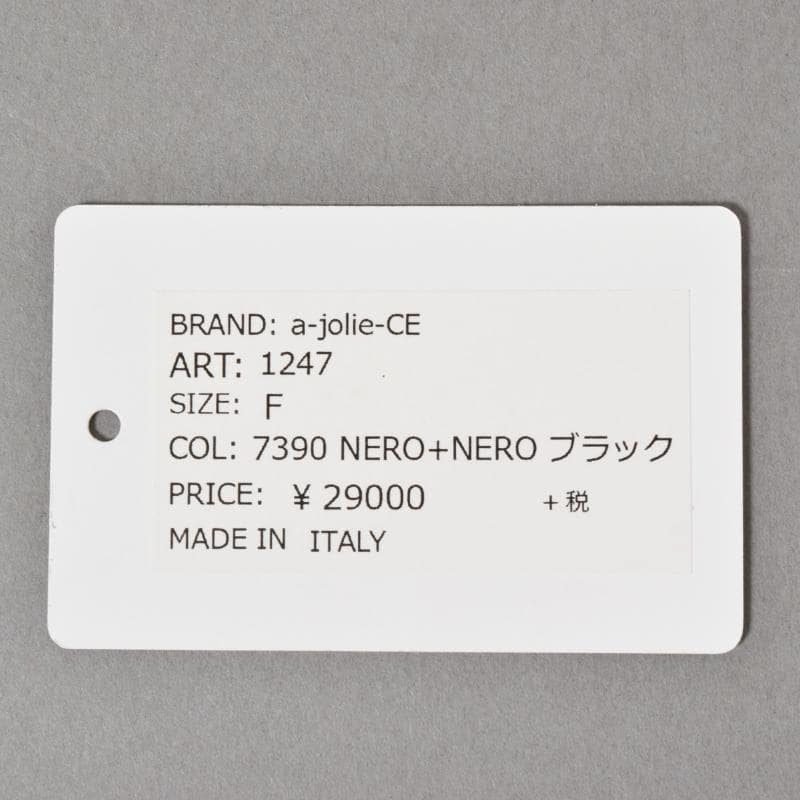 BRAND: a-jolie-CE
ART: 1247
SIZE: F
COL: 7390 NERO+NERO ブラック
PRICE: ¥ 29000 +税
MADE IN ITALY